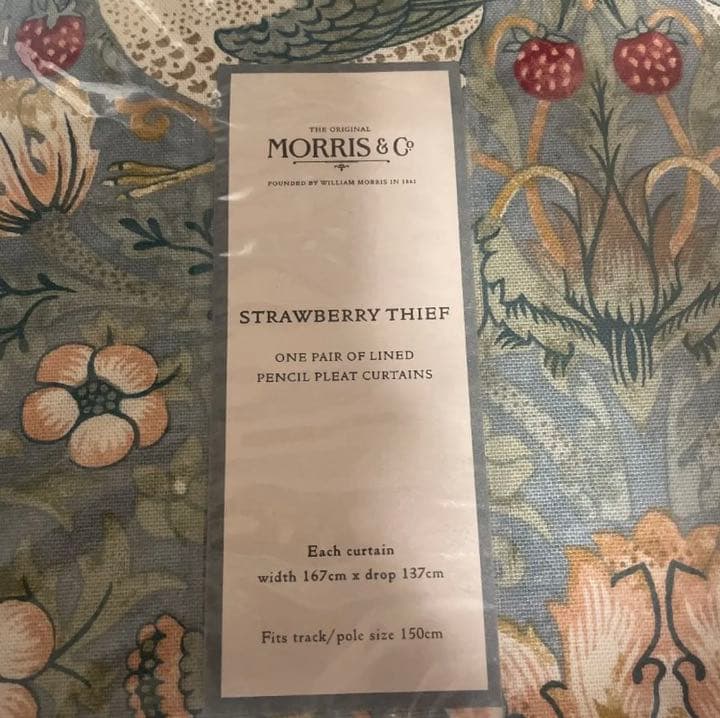 THE ORIGINAL
MORRIS & Co
FOUNDED BY WILLIAM MORRIS IN 1861
STRAWBERRY THIEF
ONE PAIR OF LINED
PENCIL PLEAT CURTAINS
Each curtain
width 167cm x drop 137cm
Fits track/pole size 150cm